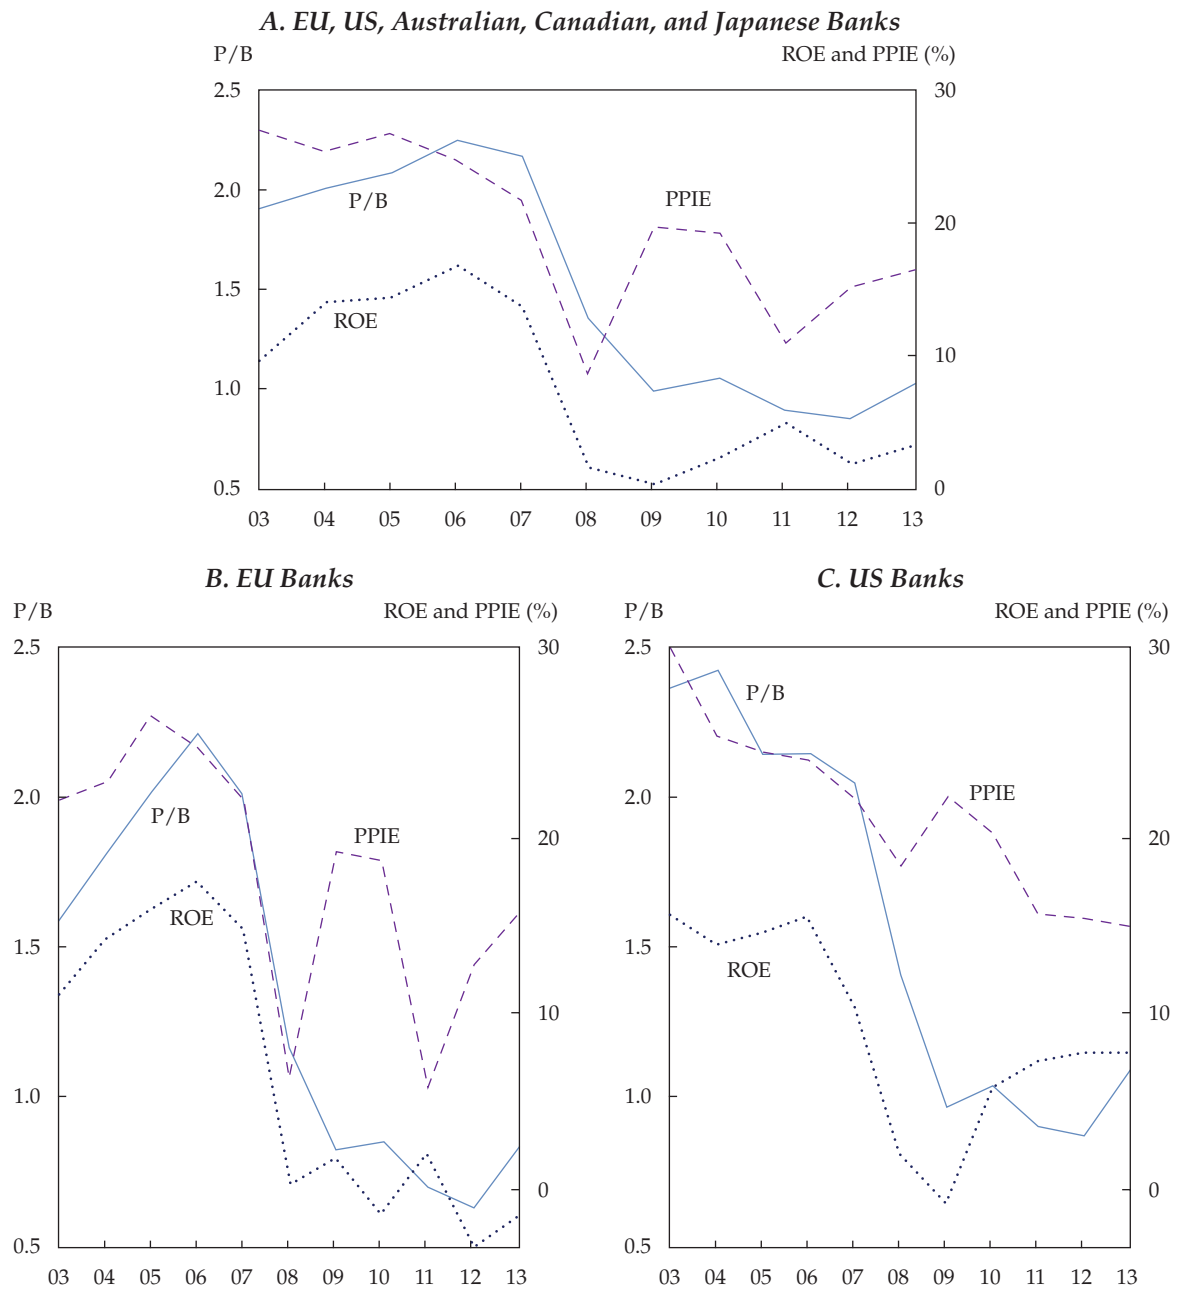 A. EU, US, Australian, Canadian, and Japanese Banks
P/B ROE and PPIE (%)
2.5 30
PPIE
2.0
P/B
20
1.5
ROE
10
1.0
0.5 0
03 04 05 06 07 08 09 10 11 12 13
B. EU Banks
P/B ROE and PPIE (%)
2.5 30
2.0
P/B
PPIE
20
ROE
1.5
10
1.0
0
0.5
03 04 05 06 07 08 09 10 11 12 13
C. US Banks
P/B ROE and PPIE (%)
2.5 30
P/B
2.0
PPIE
20
1.5
ROE
10
1.0
0
0.5
03 04 05 06 07 08 09 10 11 12 13